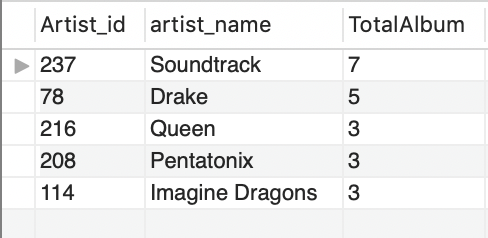 Artist_id artist_name TotalAlbum
237 Soundtrack 7
78 Drake 5
216 Queen 3
208 Pentatonix 3
114 Imagine Dragons 3